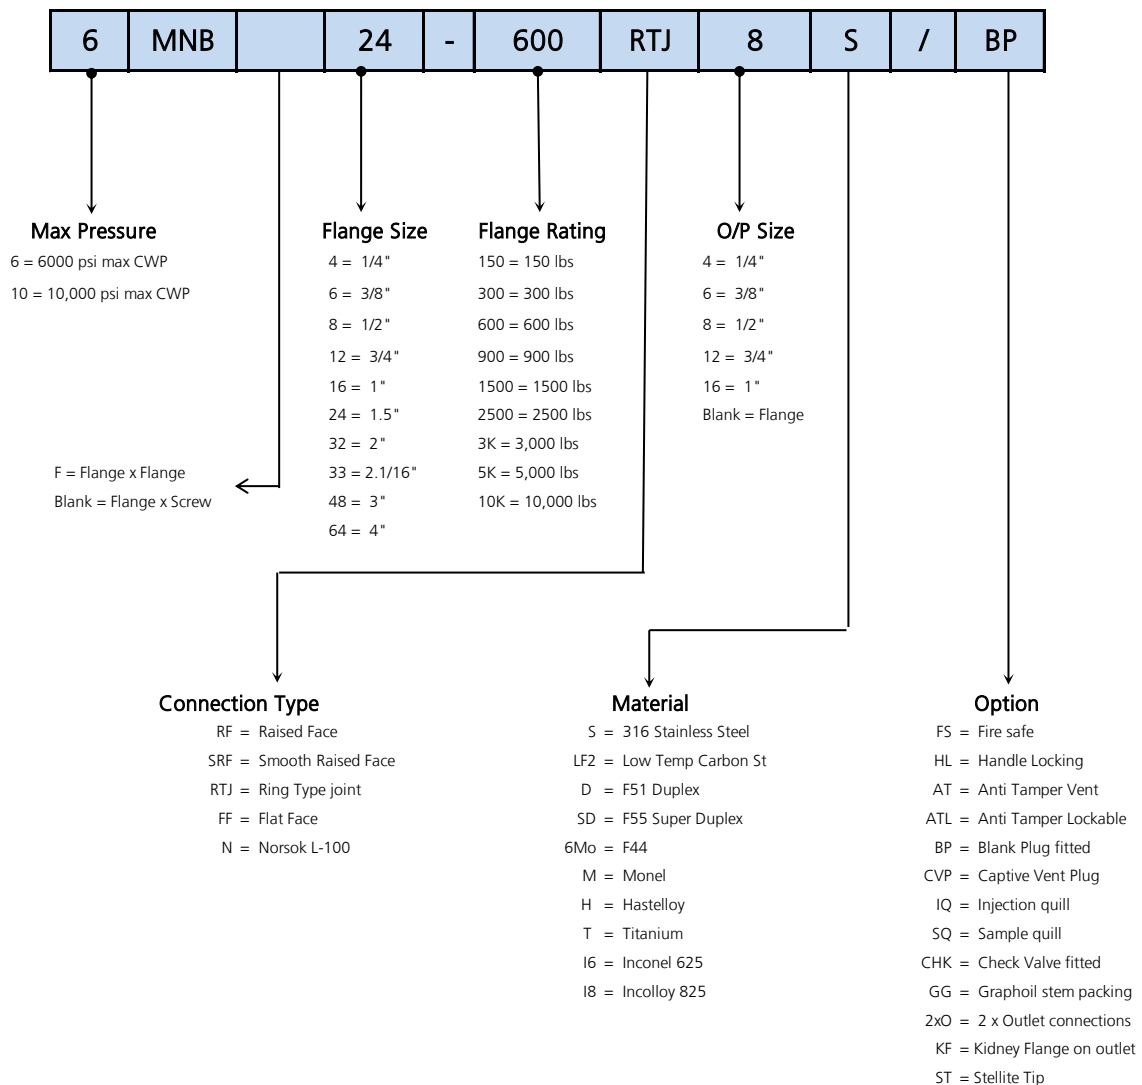 6 MNB 24 - 600 RTJ 8 S / BP
Max Pressure
6 = 6000 psi max CWP
10 = 10,000 psi max CWP
F = Flange x Flange
Blank = Flange x Screw
Flange Size
4 = 1/4"
6 = 3/8"
8 = 1/2"
12 = 3/4"
16 = 1"
24 = 1.5"
32 = 2"
33 = 2.1/16"
48 = 3"
64 = 4"
Flange Rating
150 = 150 lbs
300 = 300 lbs
600 = 600 lbs
900 = 900 lbs
1500 = 1500 lbs
2500 = 2500 lbs
3K = 3,000 lbs
5K = 5,000 lbs
10K = 10,000 lbs
O/P Size
4 = 1/4"
6 = 3/8"
8 = 1/2"
12 = 3/4"
16 = 1"
Blank = Flange
Connection Type
RF = Raised Face
SRF = Smooth Raised Face
RTJ = Ring Type joint
FF = Flat Face
N = Norsok L-100
Material
S = 316 Stainless Steel
LF2 = Low Temp Carbon St
D = F51 Duplex
SD = F55 Super Duplex
6Mo = F44
M = Monel
H = Hastelloy
T = Titanium
I6 = Inconel 625
I8 = Incolloy 825
Option
FS = Fire safe
HL = Handle Locking
AT = Anti Tamper Vent
ATL = Anti Tamper Lockable
BP = Blank Plug fitted
CVP = Captive Vent Plug
IQ = Injection quill
SQ = Sample quill
CHK = Check Valve fitted
GG = Graphoil stem packing
2xO = 2 x Outlet connections
KF = Kidney Flange on outlet
ST = Stellite Tip